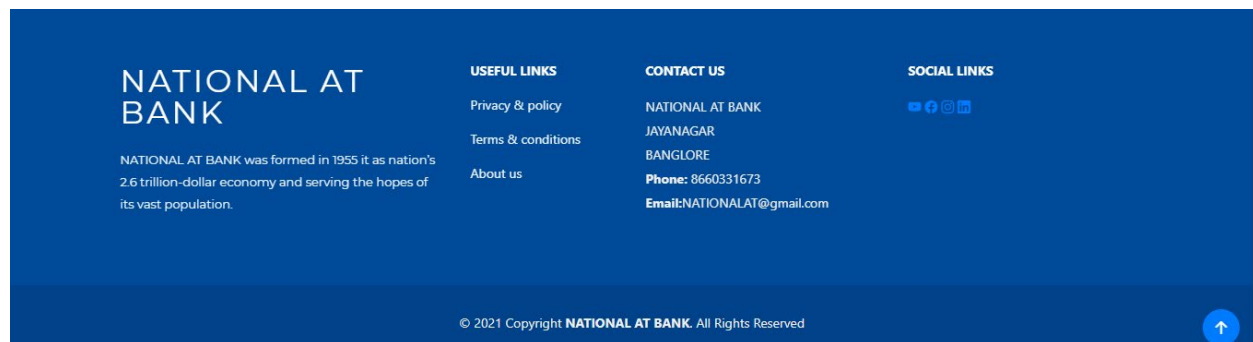 NATIONAL AT
BANK
NATIONAL AT BANK was formed in 1955 it as nation's
2.6 trillion-dollar economy and serving the hopes of
its vast population.
USEFUL LINKS
Privacy & policy
Terms & conditions
About us
CONTACT US
NATIONAL AT BANK
JAYANAGAR
BANGLORE
Phone: 8660331673
Email:NATIONALAT@gmail.com
SOCIAL LINKS
© 2021 Copyright NATIONAL AT BANK. All Rights Reserved